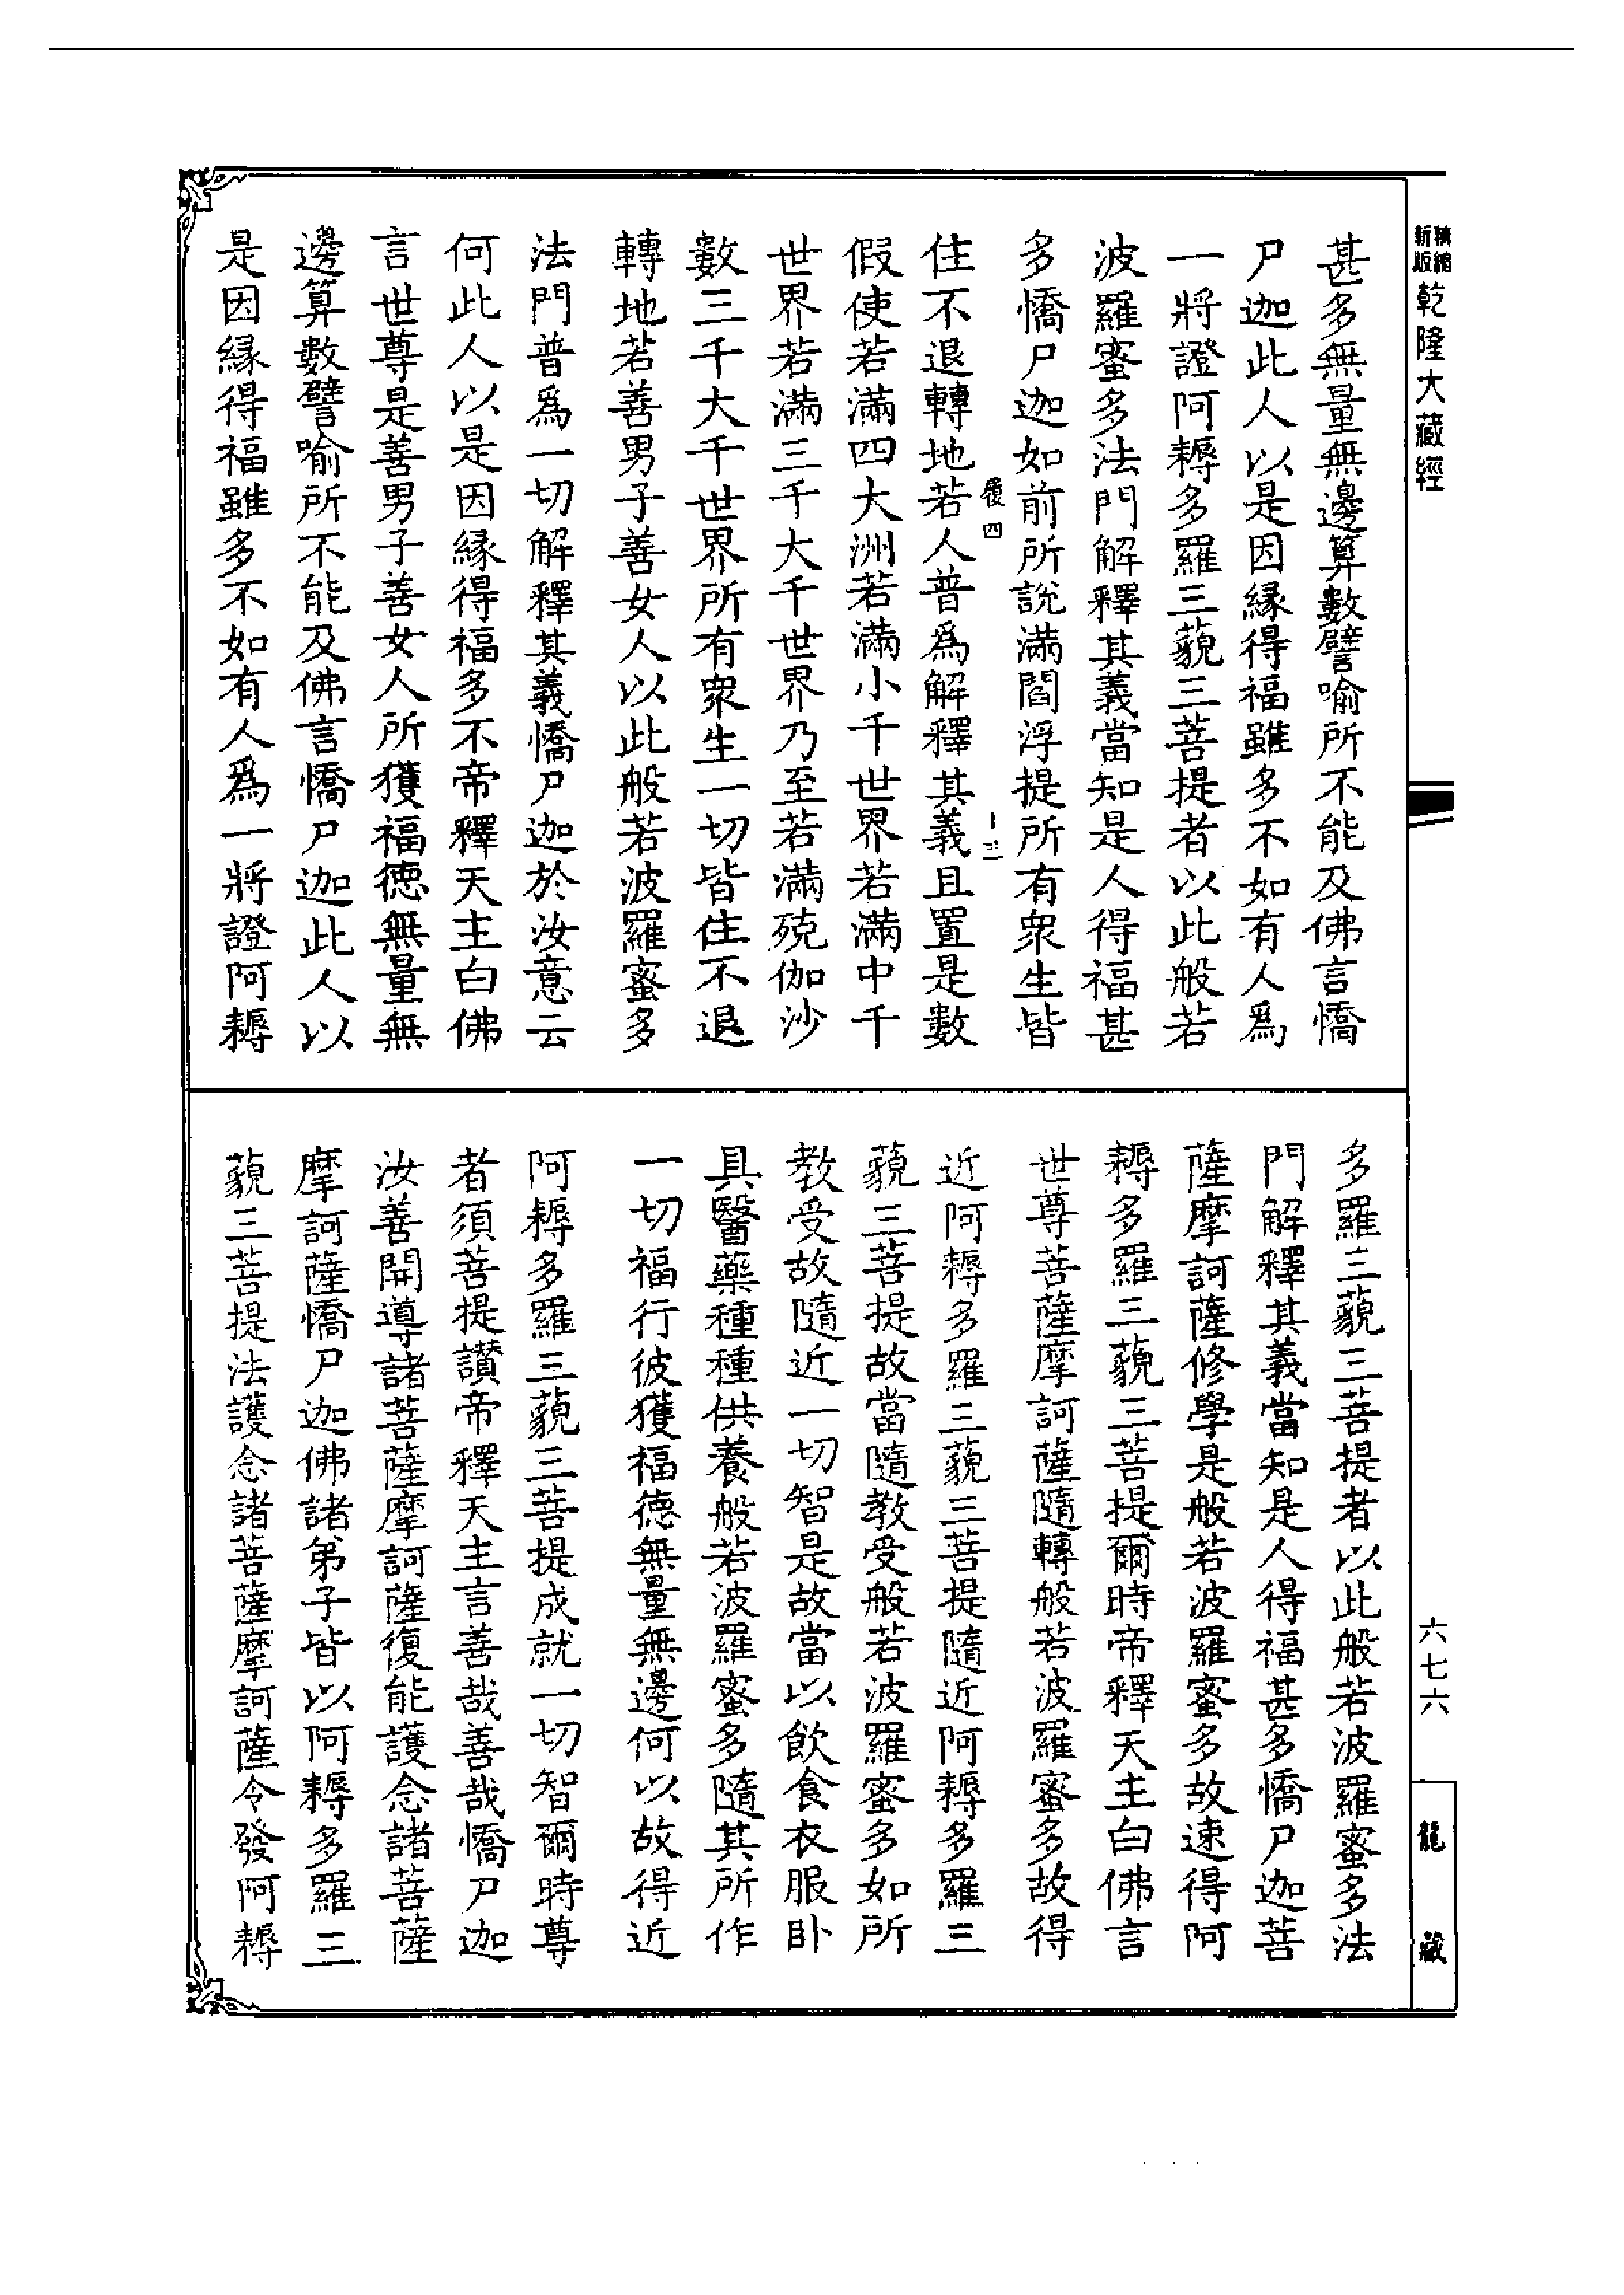 新版精縮乾隆大藏經
六七六
龍藏
甚多無量無邊算數譬喻所不能及佛言憍
尸迦此人以是因緣得福雖多不如有人爲
一將證阿耨多羅三藐三菩提者以此般若
波羅蜜多法門解釋其義當知是人得福甚
多憍尸迦如前所說滿閻浮提所有眾生皆
履四 十三
住不退轉地若人普爲解釋其義且置是數
假使若滿四大洲若滿小千世界若滿中千
世界若滿三千大千世界乃至若滿殑伽沙
數三千大千世界所有眾生一切皆住不退
轉地若善男子善女人以此般若波羅蜜多
法門普爲一切解釋其義憍尸迦於汝意云
何此人以是因緣得福多不帝釋天主白佛
言世尊是善男子善女人所獲福德無量無
邊算數譬喻所不能及佛言憍尸迦此人以
是因緣得福雖多不如有人爲一將證阿耨
多羅三藐三菩提者以此般若波羅蜜多法
門解釋其義當知是人得福甚多憍尸迦菩
薩摩訶薩修學是般若波羅蜜多故速得阿
耨多羅三藐三菩提爾時帝釋天主白佛言
世尊菩薩摩訶薩隨轉般若波羅蜜多故得
近阿耨多羅三藐三菩提隨近阿耨多羅三
藐三菩提故當隨教受般若波羅蜜多如所
教受故隨近一切智是故當以飲食衣服臥
具醫藥種種供養般若波羅蜜多隨其所作
一切福行彼獲福德無量無邊何以故得近
阿耨多羅三藐三菩提成就一切智爾時尊
者須菩提讚帝釋天主言善哉善哉憍尸迦
汝善開導諸菩薩摩訶薩復能護念諸菩薩
摩訶薩憍尸迦佛諸弟子皆以阿耨多羅三
藐三菩提法護念諸菩薩摩訶薩令發阿耨